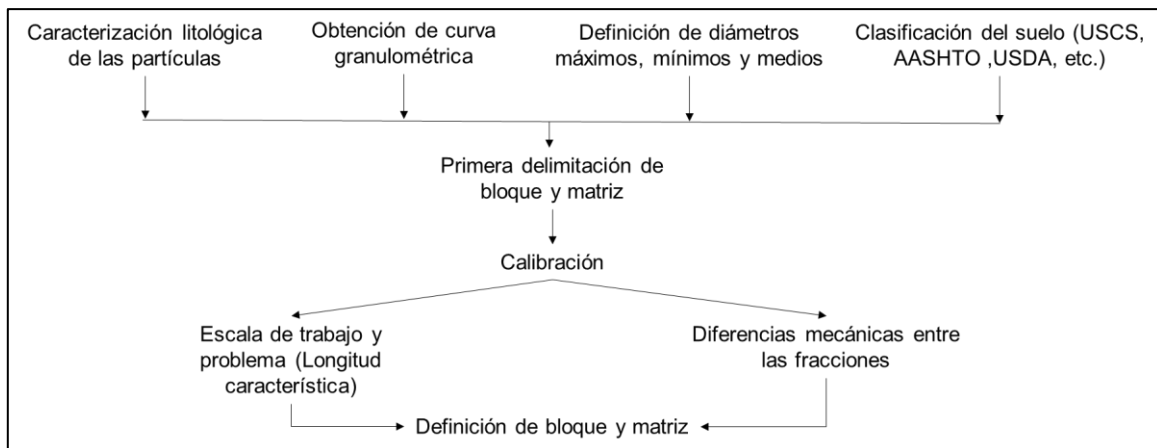 Caracterización litológica
de las partículas
Obtención de curva
granulométrica
Definición de diámetros
máximos, mínimos y medios
Clasificación del suelo (USCS,
AASHTO ,USDA, etc.)
Primera delimitación de
bloque y matriz
Calibración
Escala de trabajo y
problema (Longitud
característica)
Diferencias mecánicas entre
las fracciones
Definición de bloque y matriz